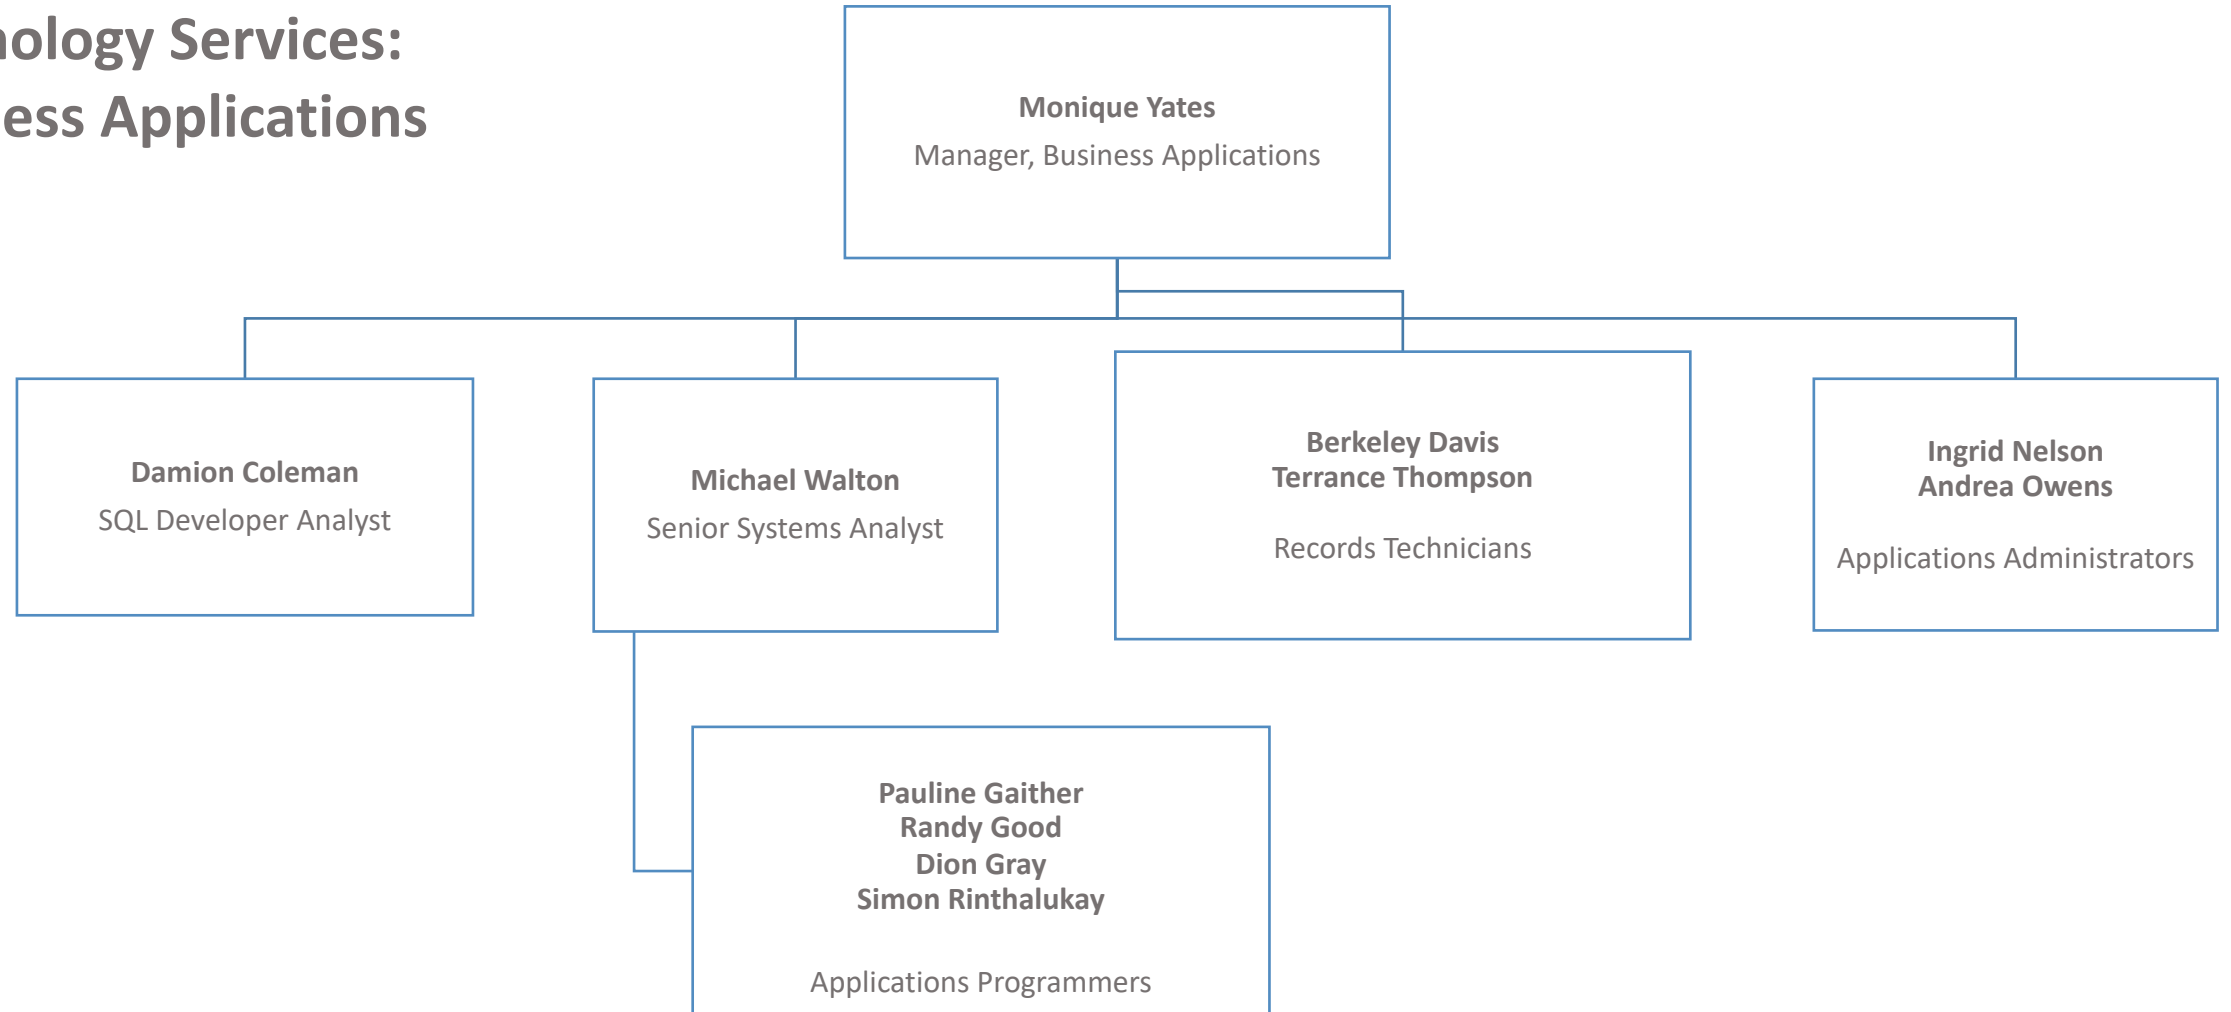 nology Services:
ess Applications
Monique Yates
Manager, Business Applications
Damion Coleman
SQL Developer Analyst
Michael Walton
Senior Systems Analyst
Berkeley Davis
Terrance Thompson
Records Technicians
Ingrid Nelson
Andrea Owens
Applications Administrators
Pauline Gaither
Randy Good
Dion Gray
Simon Rinthalukay
Applications Programmers